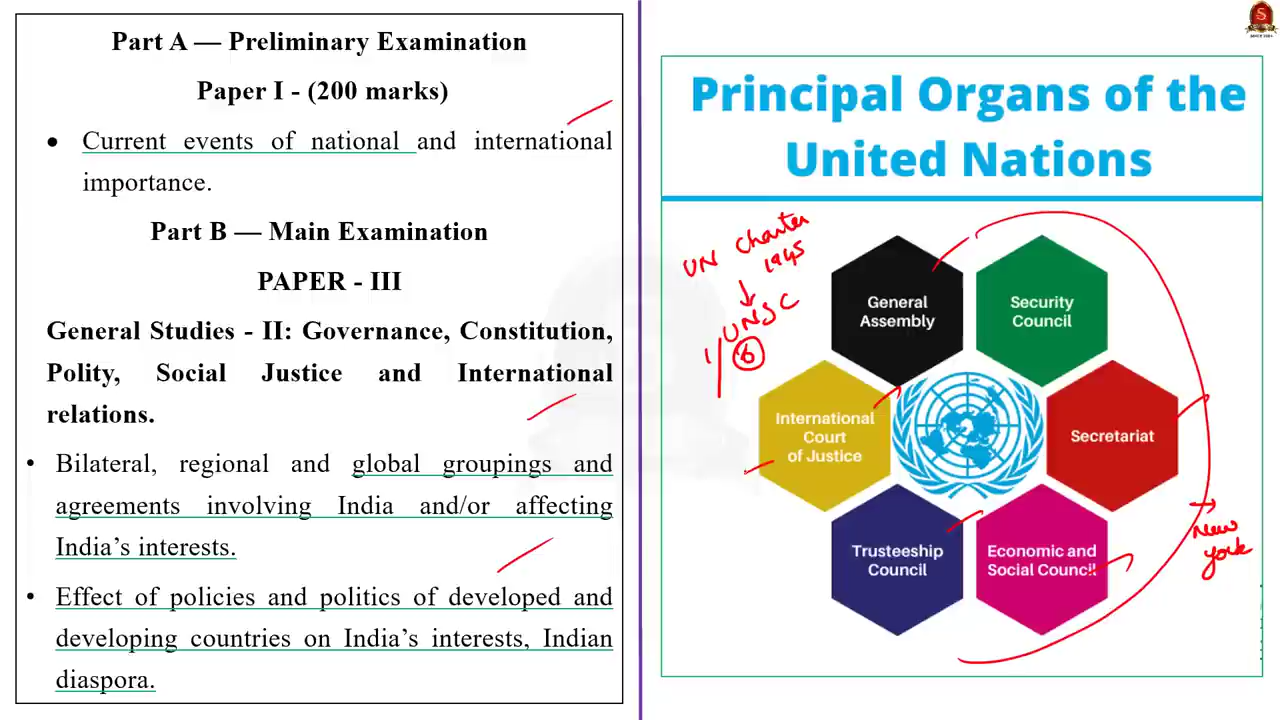 Part A — Preliminary Examination
Paper I - (200 marks)
• Current events of national and international
importance.
Part B — Main Examination
PAPER - III
General Studies - II: Governance, Constitution,
Polity, Social Justice and International
relations.
• Bilateral, regional and global groupings and
agreements involving India and/or affecting
India's interests.
• Effect of policies and politics of developed and
developing countries on India's interests, Indian
diaspora.
Principal Organs of the
United Nations
UN Charter
1945
UNSC
1/6
General
Assembly
Security
Council
International
Court
of Justice
Secretariat
Trusteeship
Council
Economic and
Social Council
New
York
S